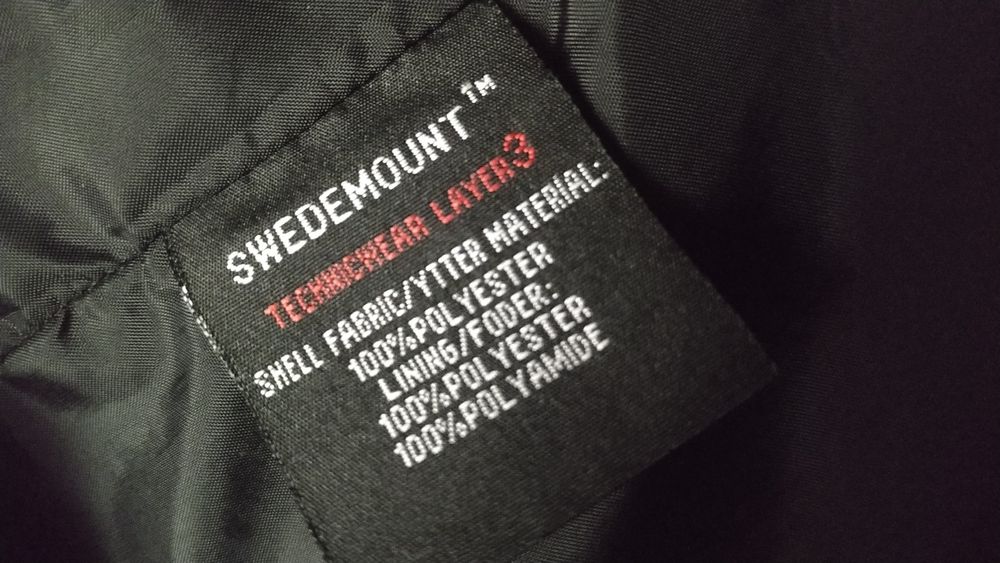 SWEDEMOUNT™
TECHNICWEAR LAYER3
SHELL FABRIC/YTTER MATERIAL:
100%POLYESTER
LINING/FODER:
100%POLYESTER
100%POLYAMIDE